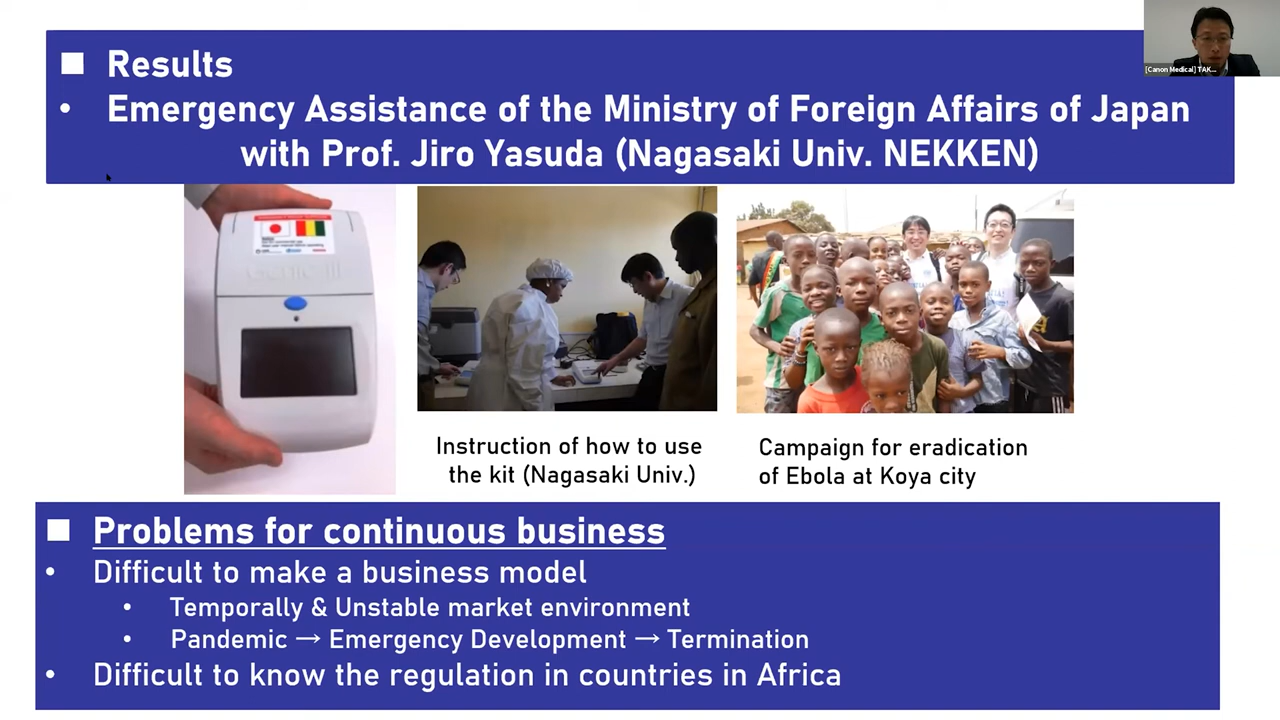 [Canon Medical] TAK...
■ Results
• Emergency Assistance of the Ministry of Foreign Affairs of Japan
with Prof. Jiro Yasuda (Nagasaki Univ. NEKKEN)
Genie III
Instruction of how to use
the kit (Nagasaki Univ.)
Campaign for eradication
of Ebola at Koya city
■ Problems for continuous business
• Difficult to make a business model
• Temporally & Unstable market environment
• Pandemic → Emergency Development → Termination
• Difficult to know the regulation in countries in Africa